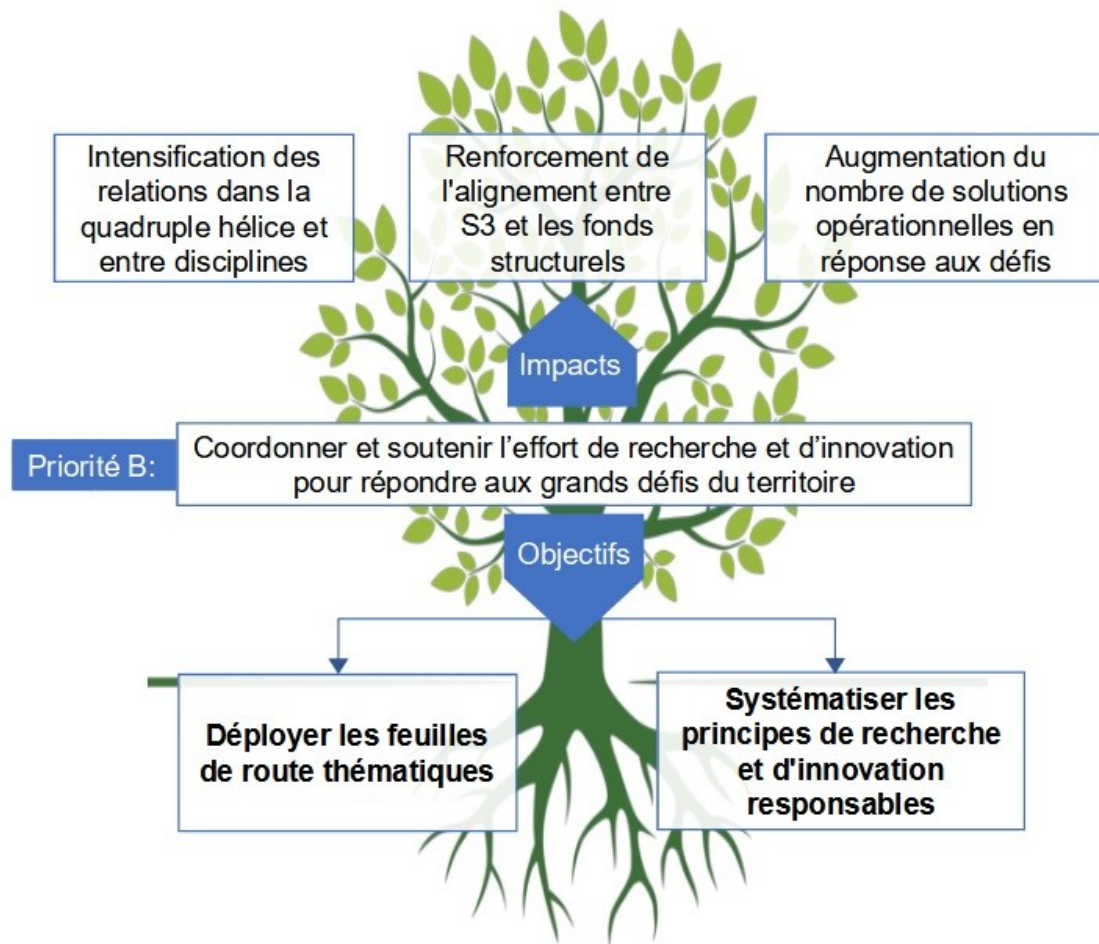 Intensification des
relations dans la
quadruple hélice et
entre disciplines
Renforcement de
l'alignement entre
S3 et les fonds
structurels
Augmentation du
nombre de solutions
opérationnelles en
réponse aux défis
Impacts
Priorité B:
Coordonner et soutenir l’effort de recherche et d’innovation
pour répondre aux grands défis du territoire
Objectifs
Déployer les feuilles
de route thématiques
Systématiser les
principes de recherche
et d'innovation
responsables